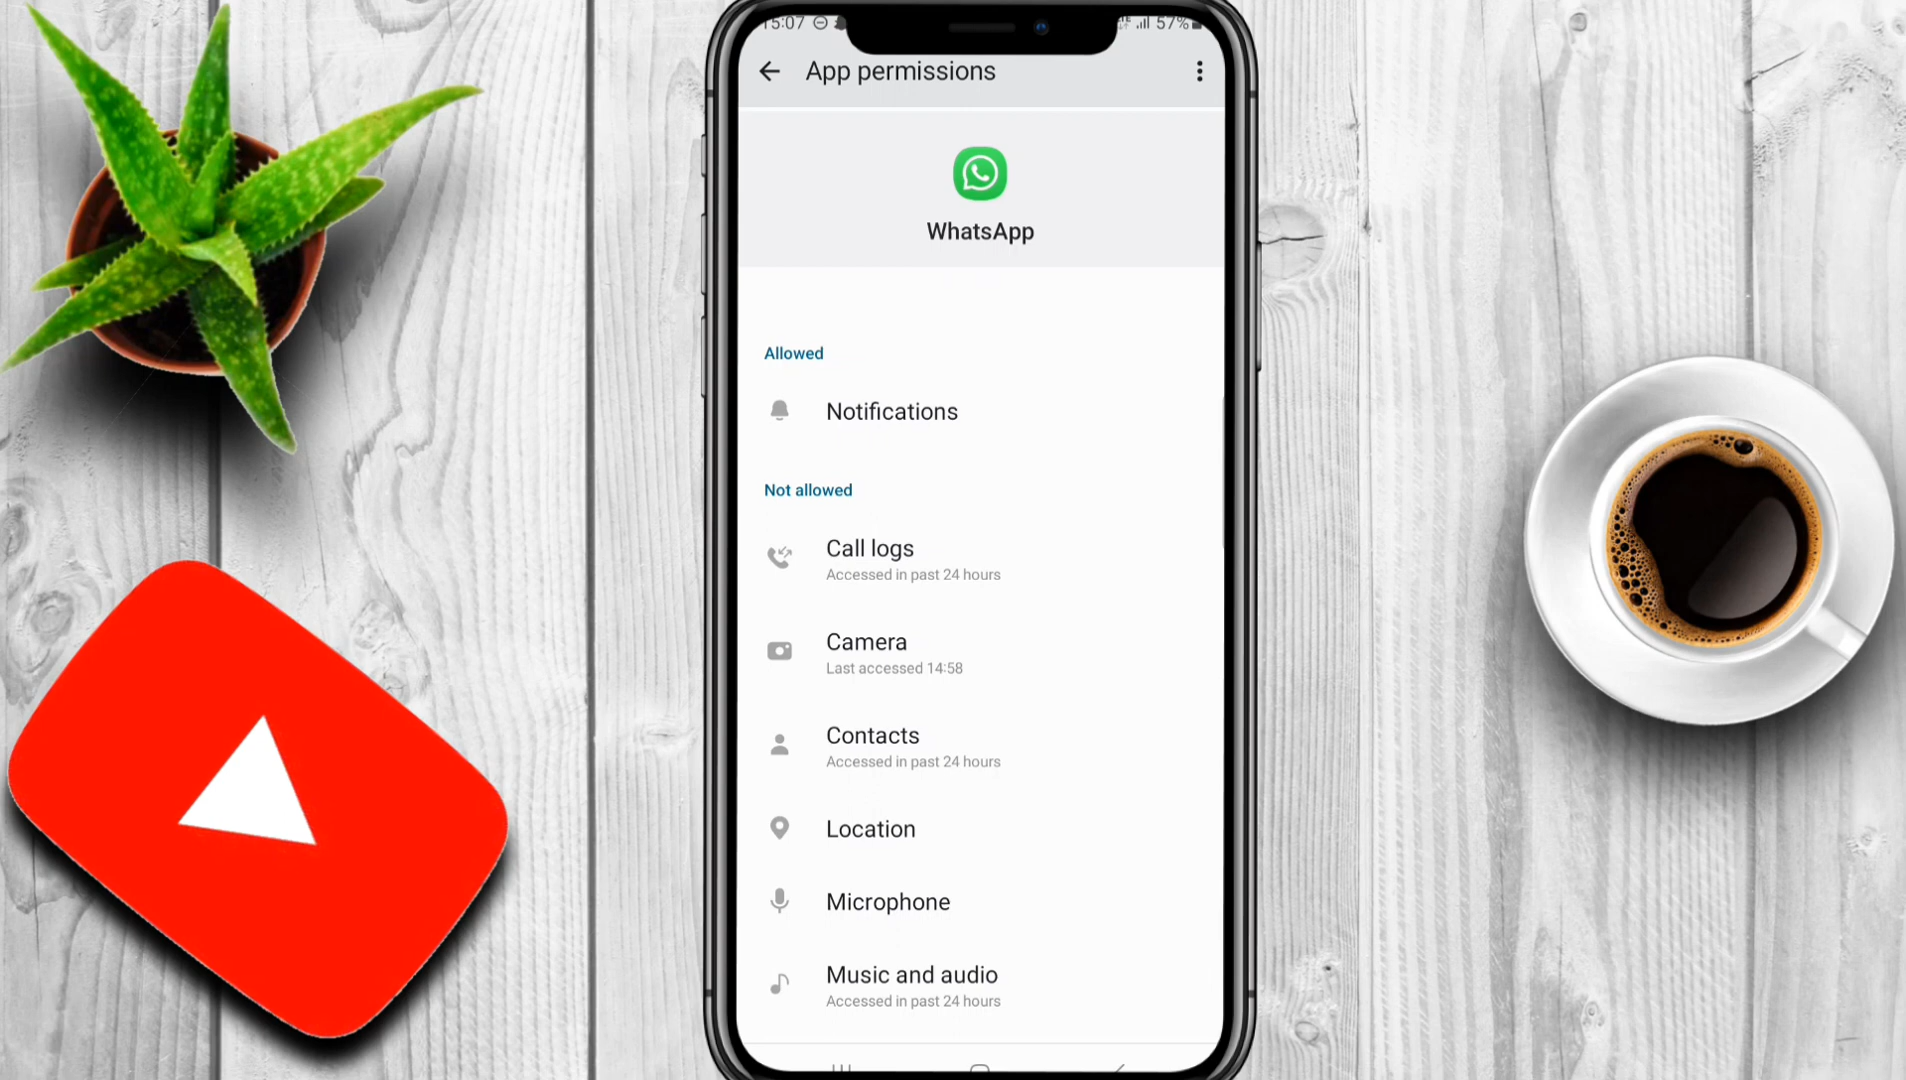 15:07 57%
App permissions
WhatsApp
Allowed
Notifications
Not allowed
Call logs
Accessed in past 24 hours
Camera
Last accessed 14:58
Contacts
Accessed in past 24 hours
Location
Microphone
Music and audio
Accessed in past 24 hours